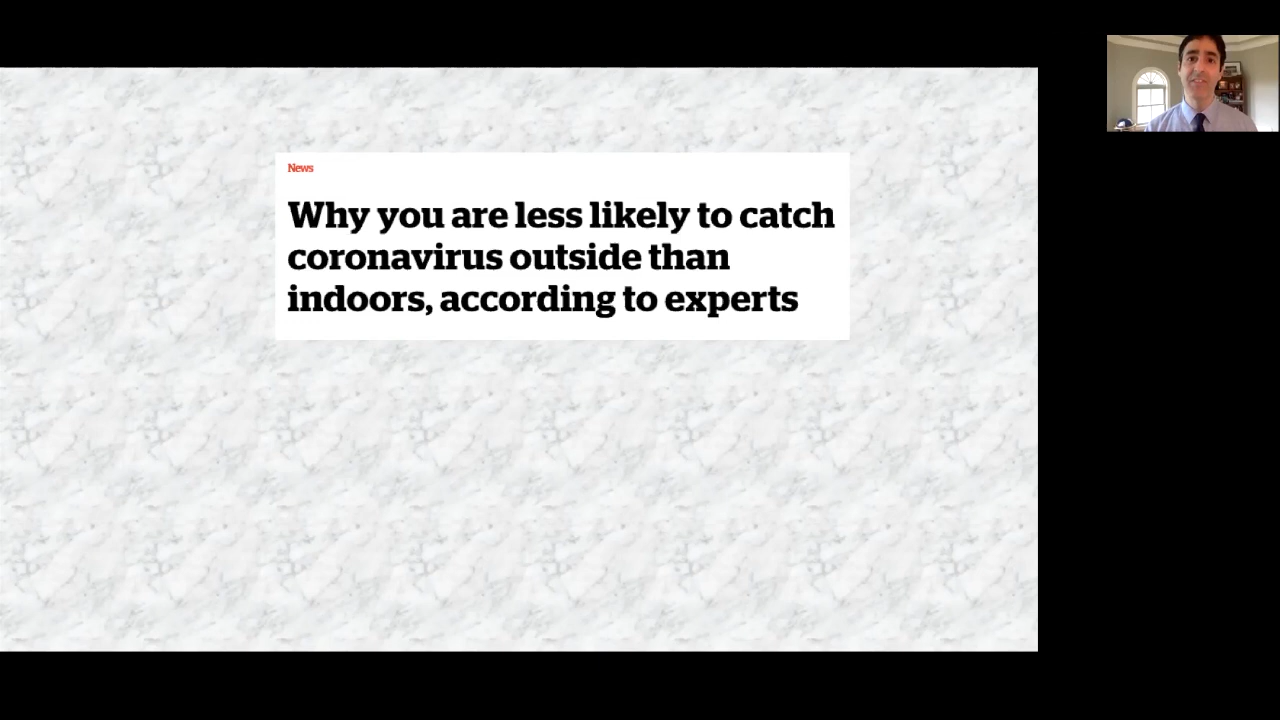 News
Why you are less likely to catch
coronavirus outside than
indoors, according to experts